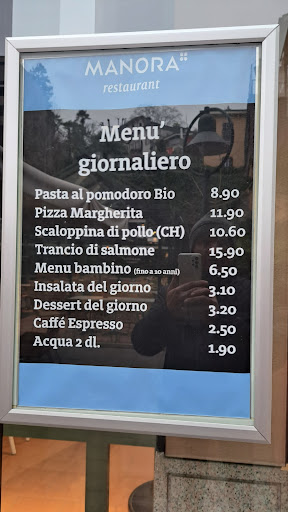 MANORA
restaurant
Menu'
giornaliero
Pasta al pomodoro Bio 8.90
Pizza Margherita 11.90
Scaloppina di pollo (CH) 10.60
Trancio di salmone 15.90
Menu bambino (fino a 10 anni) 6.50
Insalata del giorno 3.10
Dessert del giorno 3.20
Caffé Espresso 2.50
Acqua 2 dl. 1.90